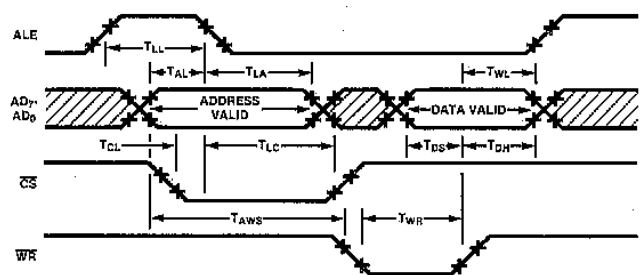 ALE
TLL
TAL
TLA
TWL
AD7-
AD0
ADDRESS
VALID
DATA VALID
TCL
TLC
TDS
TDH
CS
TAWS
TWR
WR